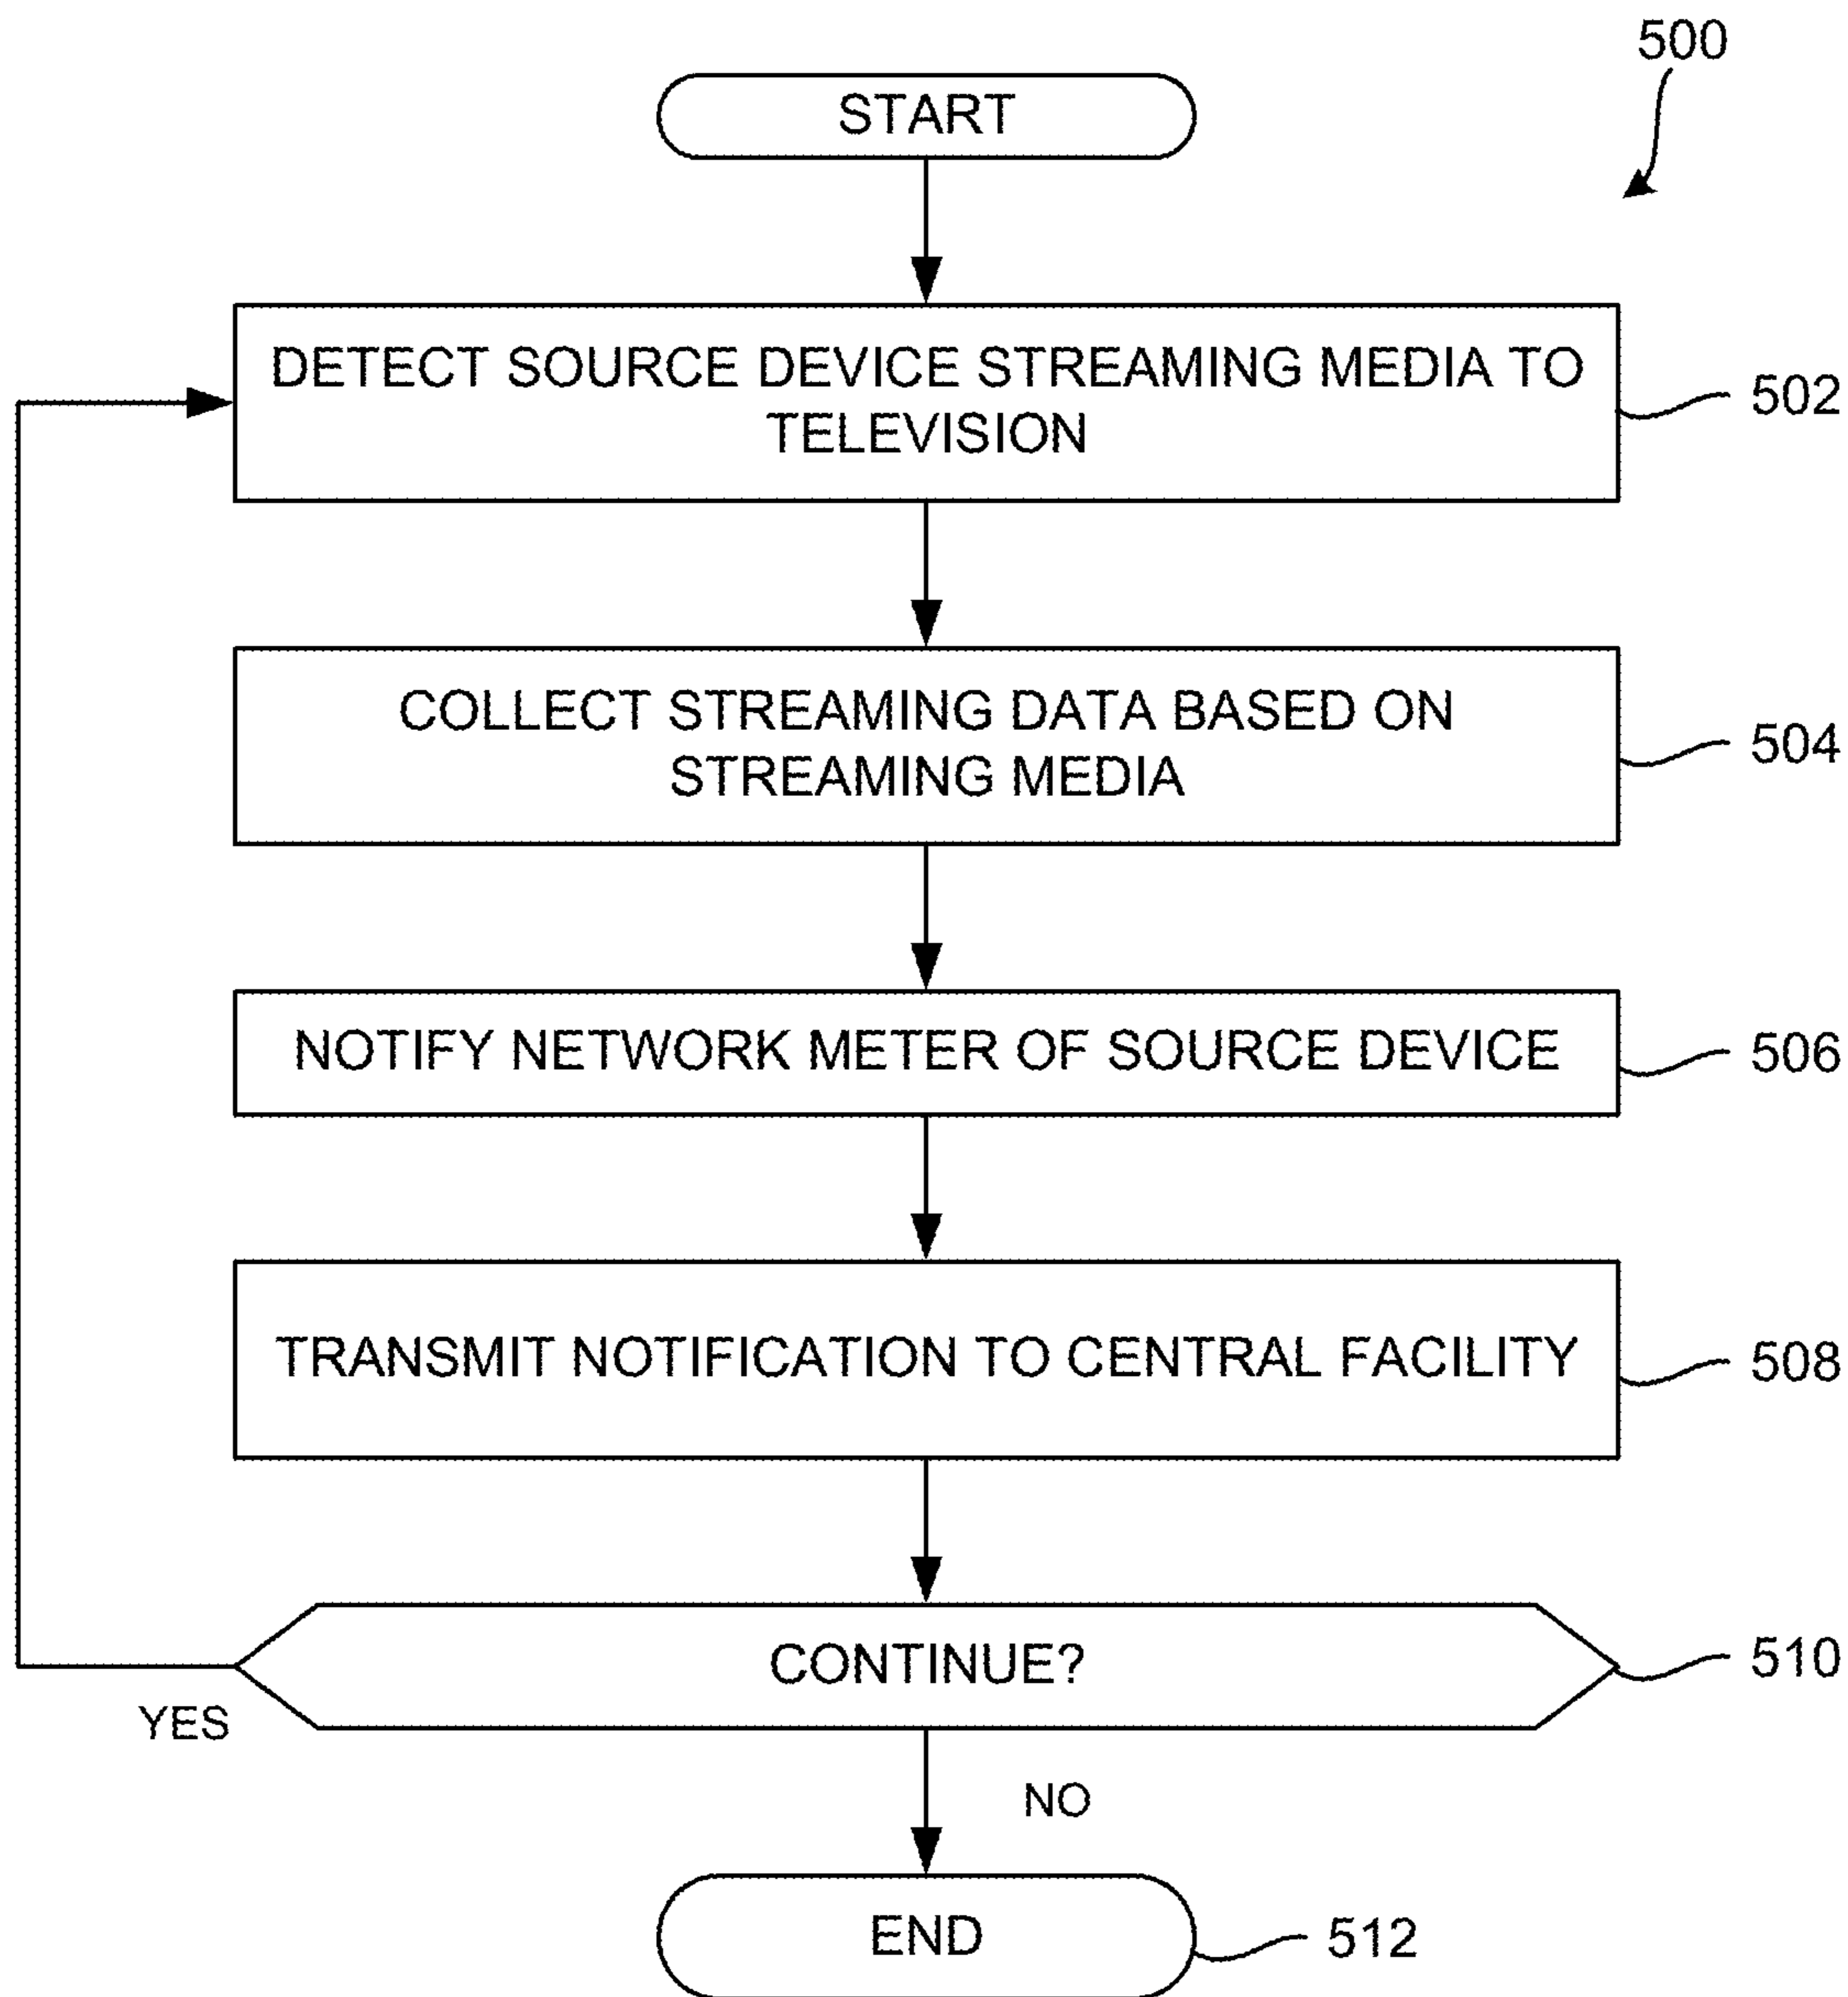 500
START
DETECT SOURCE DEVICE STREAMING MEDIA TO
TELEVISION
502
COLLECT STREAMING DATA BASED ON
STREAMING MEDIA
504
NOTIFY NETWORK METER OF SOURCE DEVICE
506
TRANSMIT NOTIFICATION TO CENTRAL FACILITY
508
CONTINUE?
510
YES
NO
END
512